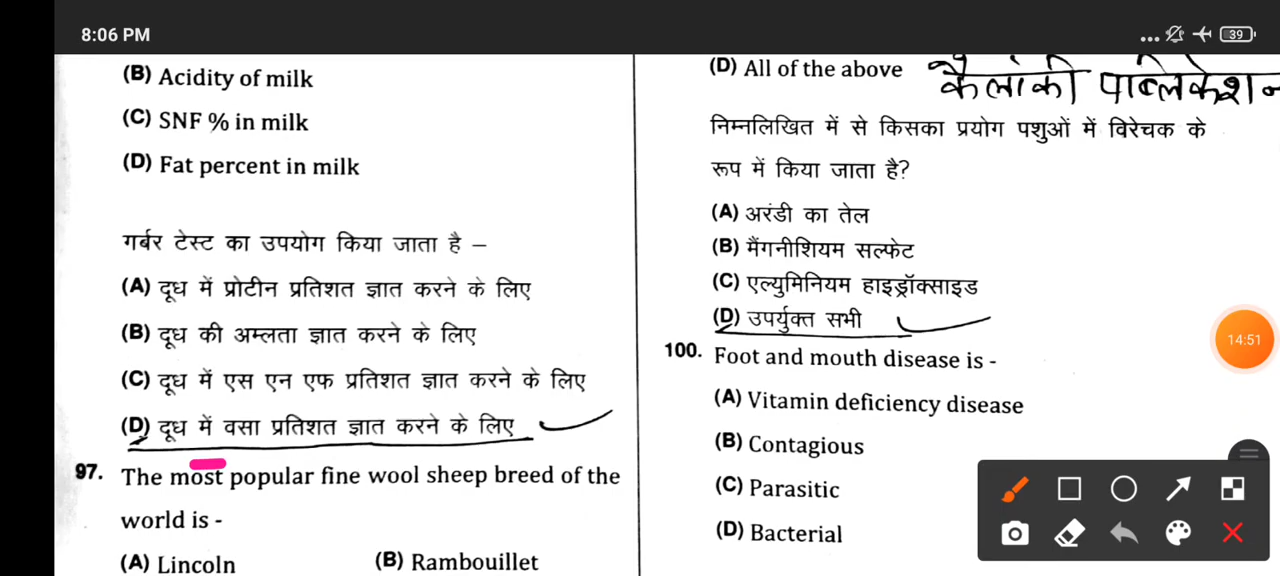 8:06 PM
39
(B) Acidity of milk
(C) SNF % in milk
(D) Fat percent in milk
गर्बर टेस्ट का उपयोग किया जाता है –
(A) दूध में प्रोटीन प्रतिशत ज्ञात करने के लिए
(B) दूध की अम्लता ज्ञात करने के लिए
(C) दूध में एस एन एफ प्रतिशत ज्ञात करने के लिए
(D) दूध में वसा प्रतिशत ज्ञात करने के लिए
97. The most popular fine wool sheep breed of the
world is -
(A) Lincoln (B) Rambouillet
(D) All of the above
कैलांकी पब्लिकेशन
निम्नलिखित में से किसका प्रयोग पशुओं में विरेचक के
रूप में किया जाता है?
(A) अरंडी का तेल
(B) मैंगनीशियम सल्फेट
(C) एल्युमिनियम हाइड्रॉक्साइड
(D) उपर्युक्त सभी
100. Foot and mouth disease is -
(A) Vitamin deficiency disease
(B) Contagious
(C) Parasitic
(D) Bacterial
14:51